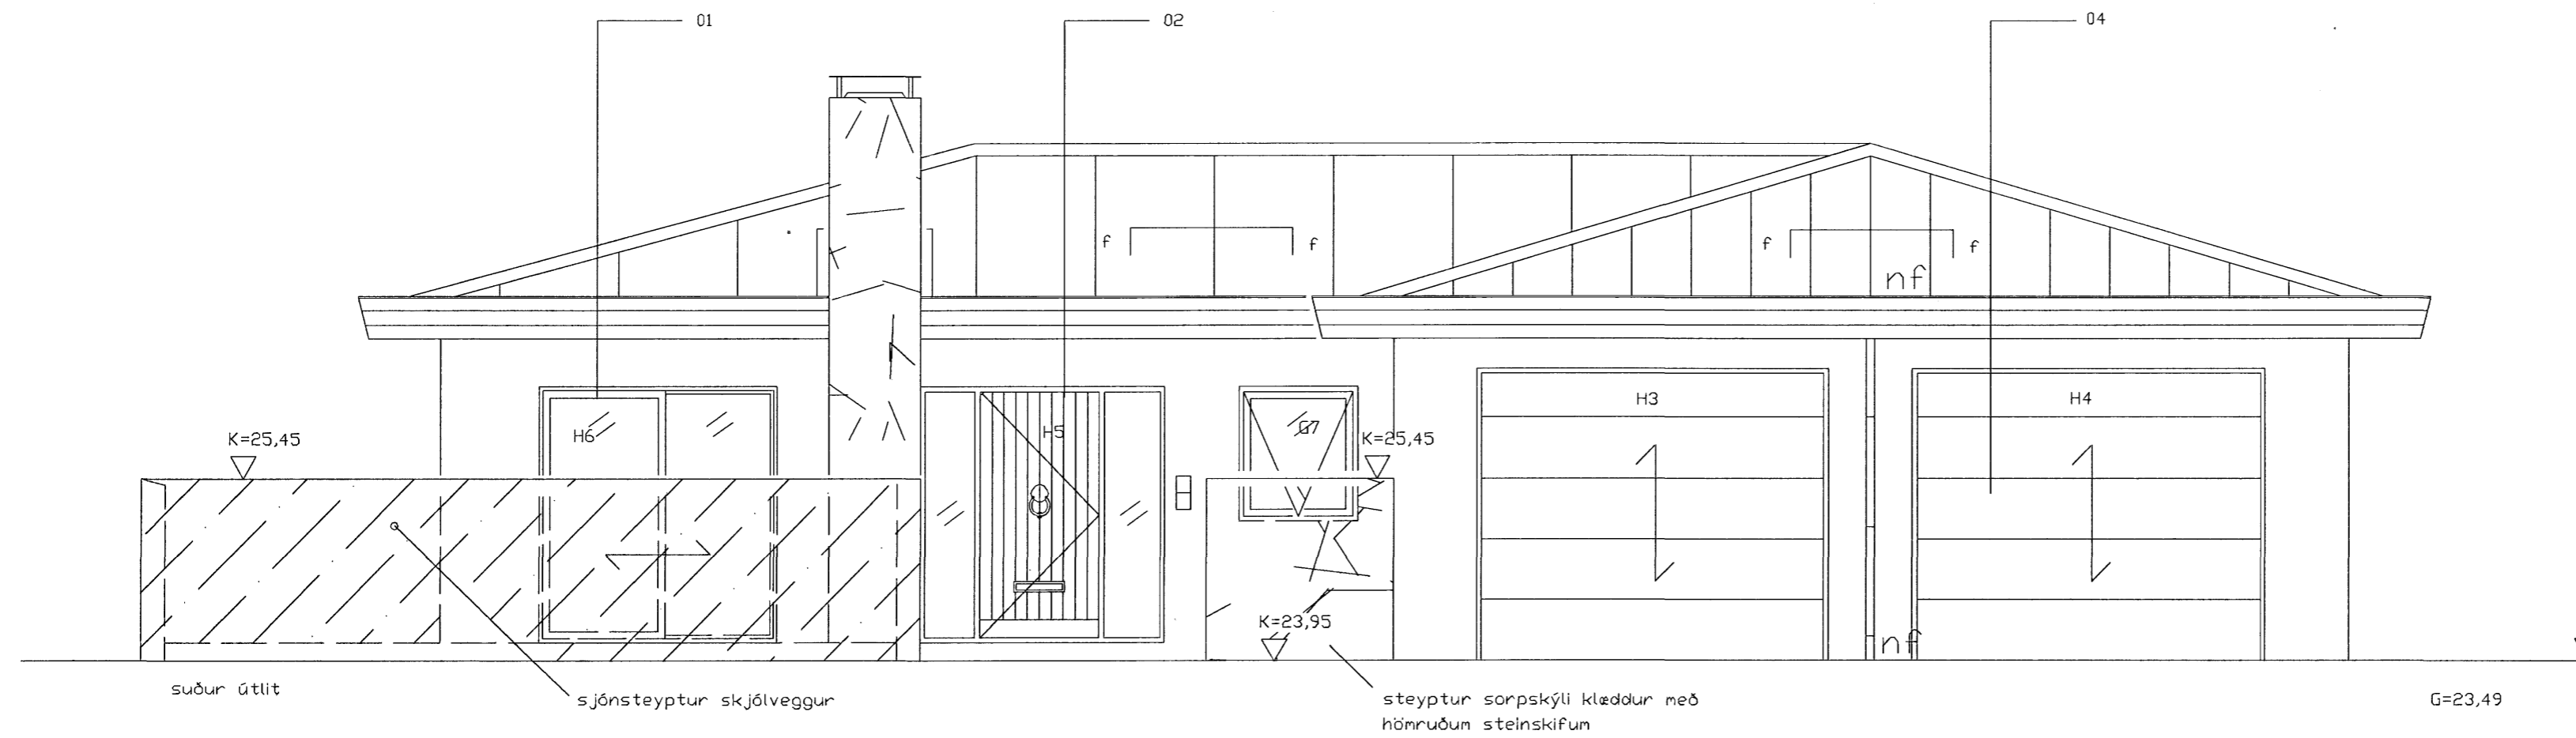 01
02
04
f
f
f
f
nf
H6
H5
G7
H3
H4
K=25,45
K=25,45
K=23,95
nf
suður útlit
sjónsteyptur skjólveggur
steyptur sorpskýli klæddur með
hömruðum steinskifum
G=23,49